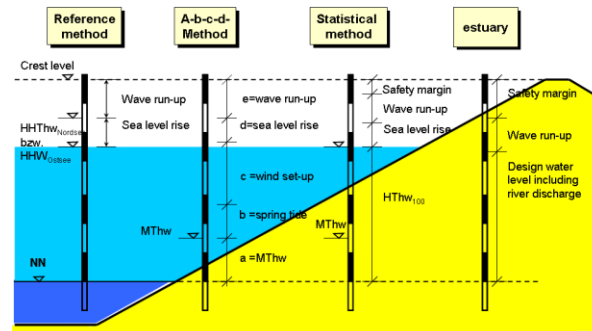 Reference
method
A-b-c-d-
Method
Statistical
method
estuary
Crest level
Wave run-up
Sea level rise
HHThw Nordsee
bzw.
HHW Ostsee
NN
MThw
e=wave run-up
d=sea level rise
c =wind set-up
b =spring tide
a =MThw
MThw
Safety margin
Wave run-up
Sea level rise
HThw100
Safety margin
Wave run-up
Design water
level including
river discharge